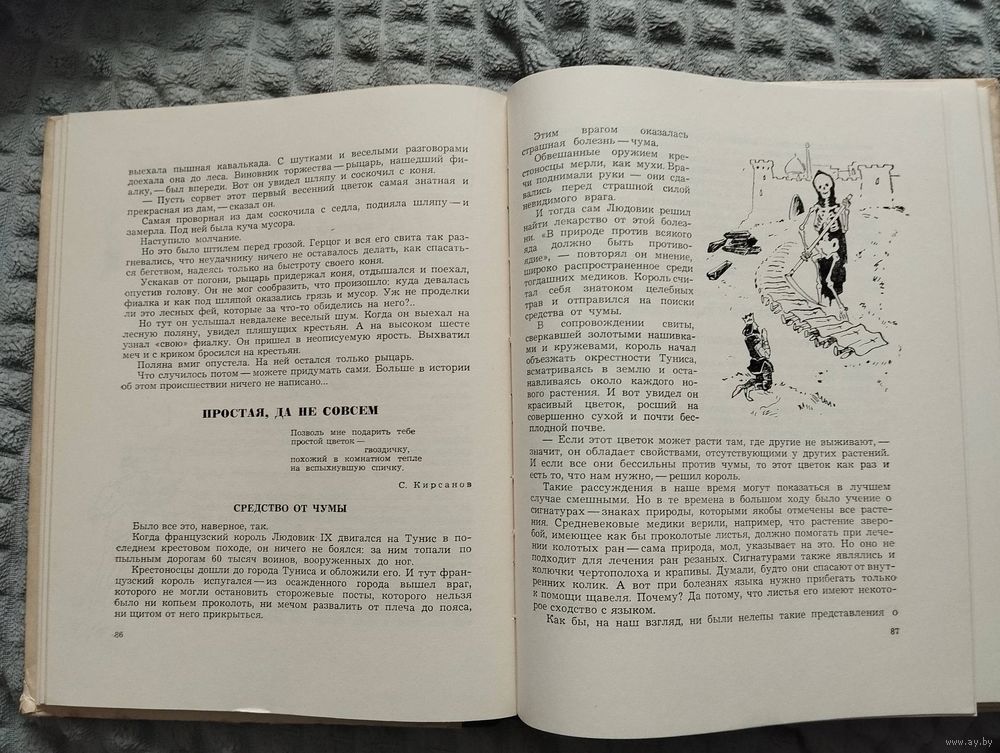 выехала пышная кавалькада. С шутками и веселыми разговорами
доехала она до леса. Виновник торжества — рыцарь, нашедший фи-
алку, — был впереди. Вот он увидел шляпу и соскочил с коня.
— Пусть сорвет этот первый весенний цветок самая знатная и
прекрасная из дам, — сказал он.
Самая проворная из дам соскочила с седла, подняла шляпу — и
замерла. Под ней была куча мусора.
Наступило молчание.
Но это было штилем перед грозой. Герцог и вся его свита так раз-
гневались, что неудачнику ничего не оставалось делать, как спасать-
ся бегством, надеясь только на быстроту своего коня.
Ускакав от погони, рыцарь придержал коня, отдышался и поехал,
опустив голову. Он не мог сообразить, что произошло: куда девалась
фиалка и как под шляпой оказались грязь и мусор. Уж не проделки
ли это лесных фей, которые за что-то обиделись на него?..
Но тут он услышал невдалеке веселый шум. Когда он выехал на
лесную поляну, увидел пляшущих крестьян. А на высоком шесте
узнал «свою» фиалку. Он пришел в неописуемую ярость. Выхватил
меч и с криком бросился на крестьян.
Поляна вмиг опустела. На ней остался только рыцарь.
Что случилось потом — можете придумать сами. Больше в истории
об этом происшествии ничего не написано...
ПРОСТАЯ, ДА НЕ СОВСЕМ
Позволь мне подарить тебе
простой цветок —
гвоздичку,
похожий в комнатном тепле
на вспыхнувшую спичку.
С. Кирсанов
СРЕДСТВО ОТ ЧУМЫ
Было все это, наверное, так.
Когда французский король Людовик IX двигался на Тунис в по-
следнем крестовом походе, он ничего не боялся: за ним топали по
пыльным дорогам 60 тысяч воинов, вооруженных до ног.
Крестоносцы дошли до города Туниса и обложили его. И тут фран-
цузский король испугался — из осажденного города вышел враг,
которого не могли остановить сторожевые посты, которого нельзя
было ни копьем проколоть, ни мечом развалить от плеча до пояса,
ни щитом от него прикрыться.
86
Этим врагом оказалась
страшная болезнь — чума.
Обвешанные оружием кре-
стоносцы мерли, как мухи. Вра-
чи поднимали руки — они сда-
вались перед страшной силой
невидимого врага.
И тогда сам Людовик решил
найти лекарство от этой болез-
ни. «В природе против всякого
яда должно быть противо-
ядие», — повторял он мнение,
широко распространенное среди
тогдашних медиков. Король счи-
тал себя знатоком целебных
трав и отправился на поиски
средства от чумы.
В сопровождении свиты,
сверкавшей золотыми нашивка-
ми и кружевами, король начал
объезжать окрестности Туниса,
всматриваясь в землю и оста-
навливаясь около каждого но-
вого растения. И вот увидел он
красивый цветок, росший на
совершенно сухой и почти бес-
плодной почве.
— Если этот цветок может расти там, где другие не выживают, —
значит, он обладает свойствами, отсутствующими у других растений.
И если все они бессильны против чумы, то этот цветок как раз и
есть то, что нам нужно, — решил король.
Такие рассуждения в наше время могут показаться в лучшем
случае смешными. Но в те времена в большом ходу было учение о
сигнатурах — знаках природы, которыми якобы отмечены все расте-
ния. Средневековые медики верили, например, что растение зверо-
бой, имеющее как бы проколотые листья, должно помогать при лече-
нии колотых ран — сама природа, мол, указывает на это. Но оно не
подходит для лечения ран резаных. Сигнатурами также являлись и
колючки чертополоха и крапивы. Думали, будто они спасают от внут-
ренних колик. А вот при болезнях языка нужно прибегать только
к помощи щавеля. Почему? Да потому, что листья его имеют некото-
рое сходство с языком.
Как бы, на наш взгляд, ни были нелепы такие представления о
87
www.ay.by